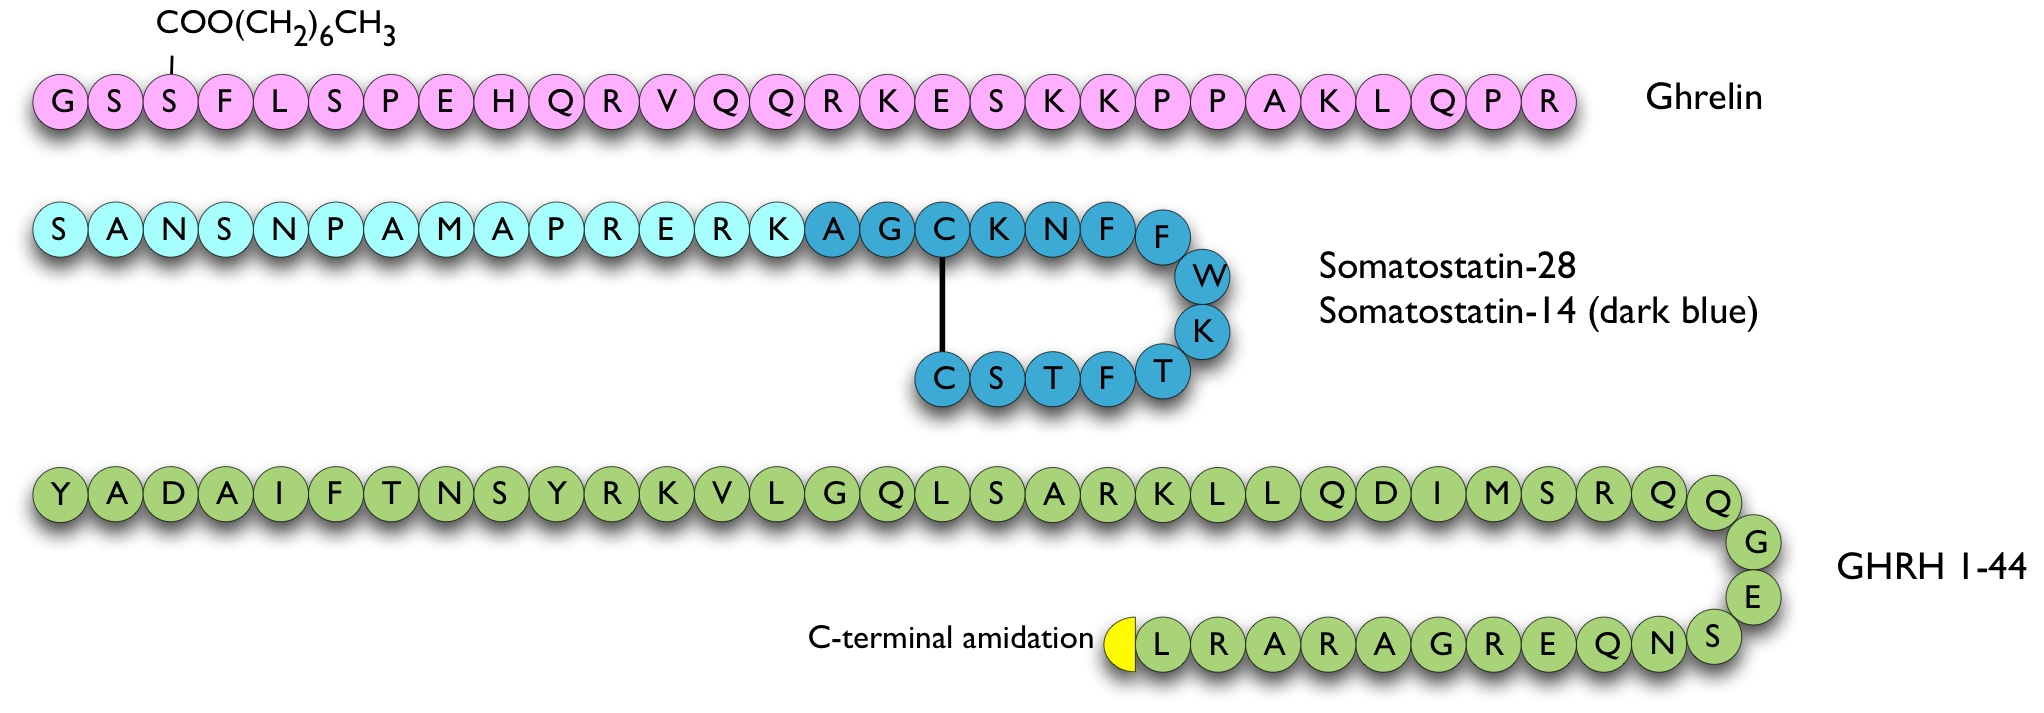 COO(CH2)6CH3
G S S F L S P E H Q R V Q Q R K E S K K P P A K L Q P R
Ghrelin
S A N S N P A M A P R E R K A G C K N F F
W
K
C S T F T
Somatostatin-28
Somatostatin-14 (dark blue)
Y A D A I F T N S Y R K V L G Q L S A R K L L Q D I M S R Q Q
G
E
GHRH 1-44
C-terminal amidation
L R A R A G R E Q N S